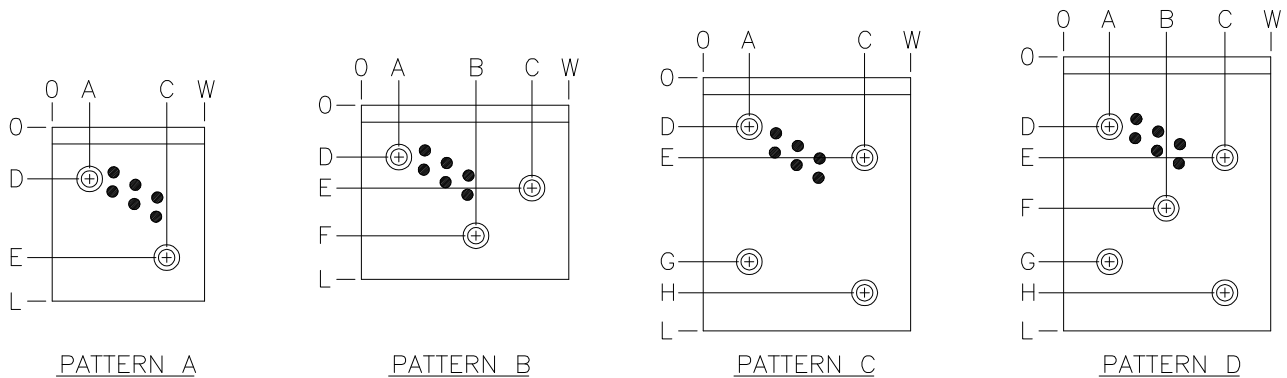 O A C W
O
D
E
L
PATTERN A
O A B C W
O
D
E
F
L
PATTERN B
O A C W
O
D
E
G
H
L
PATTERN C
O A B C W
O
D
E
F
G
H
L
PATTERN D